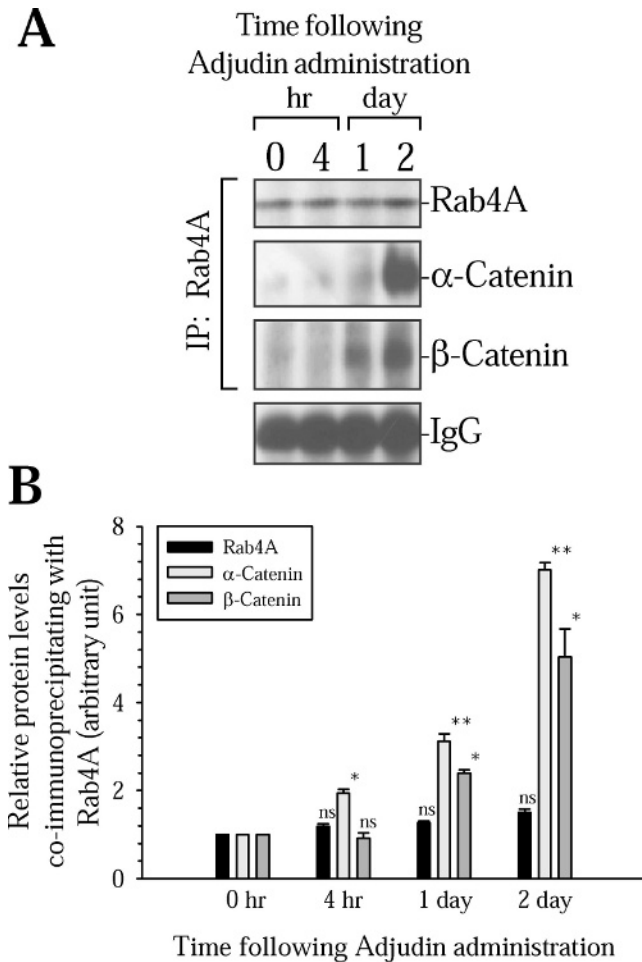 A
Time following
Adjudin administration
hr day
0 4 1 2
IP: Rab4A
Rab4A
α-Catenin
β-Catenin
IgG
B
Relative protein levels
co-immunoprecipitating with
Rab4A (arbitrary unit)
8
6
4
2
0
Rab4A
α-Catenin
β-Catenin
ns * ns
ns ** *
ns ** *
0 hr 4 hr 1 day 2 day
Time following Adjudin administration